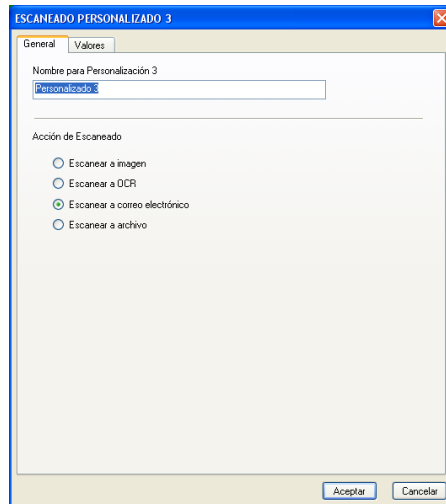 ESCANEADO PERSONALIZADO 3
General Valores
Nombre para Personalización 3
Personalizado 3
Acción de Escaneado
Escanear a imagen
Escanear a OCR
Escanear a correo electrónico
Escanear a archivo
Aceptar Cancelar